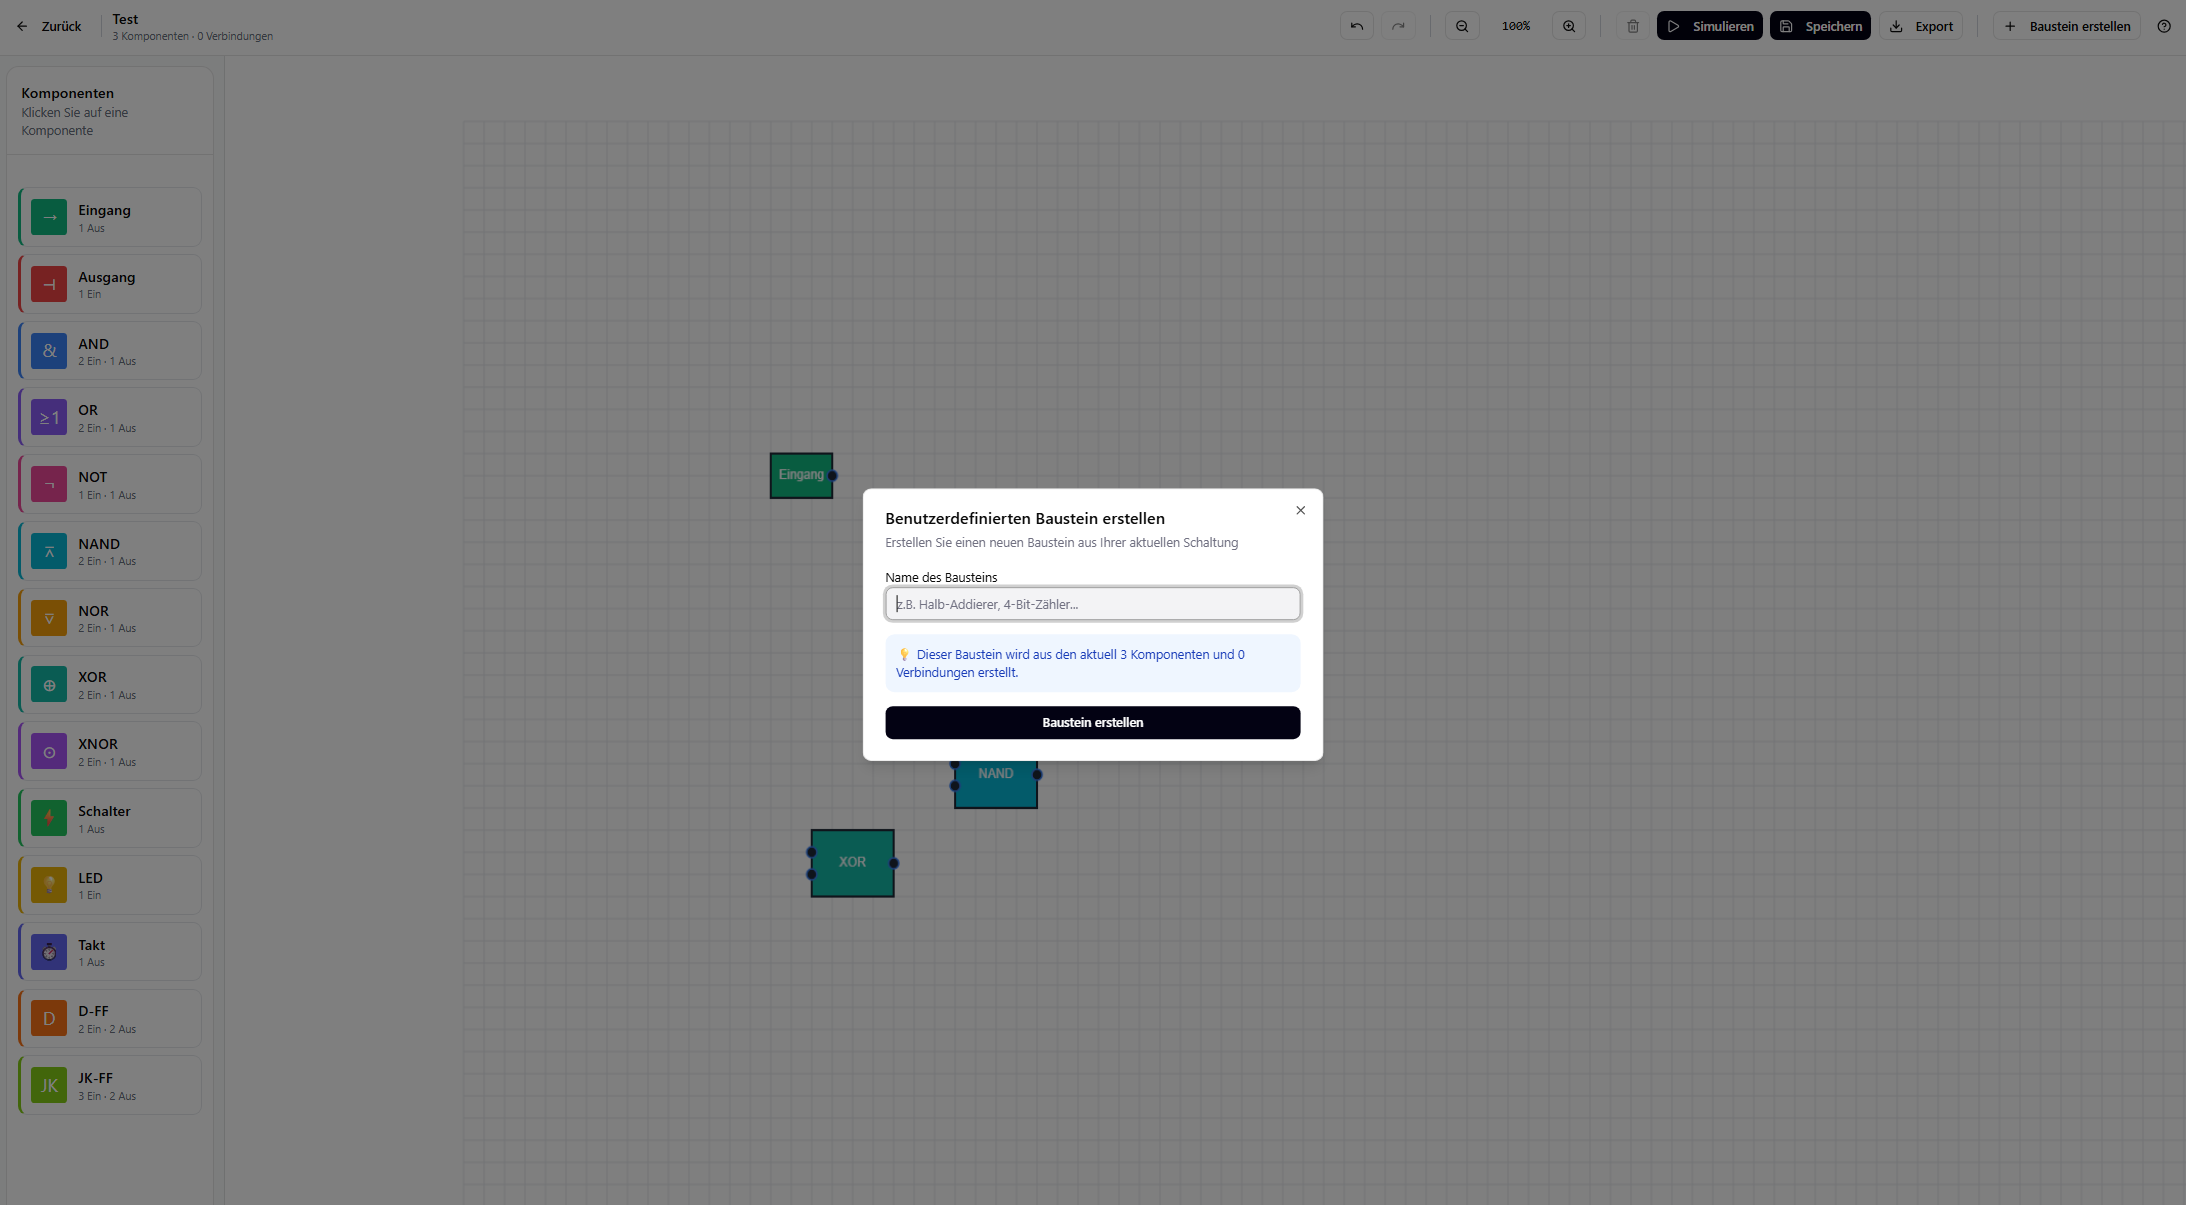 Zurück
Test
3 Komponenten · 0 Verbindungen
100%
Simulieren
Speichern
Export
Baustein erstellen
Komponenten
Klicken Sie auf eine
Komponente
→
Eingang
1 Aus
⊣
Ausgang
1 Ein
&
AND
2 Ein · 1 Aus
≥1
OR
2 Ein · 1 Aus
¬
NOT
1 Ein · 1 Aus
⊼
NAND
2 Ein · 1 Aus
⊽
NOR
2 Ein · 1 Aus
⊕
XOR
2 Ein · 1 Aus
⊙
XNOR
2 Ein · 1 Aus
Schalter
1 Aus
LED
1 Ein
Takt
1 Aus
D
D-FF
2 Ein · 2 Aus
JK
JK-FF
3 Ein · 2 Aus
Eingang
Benutzerdefinierten Baustein erstellen
Erstellen Sie einen neuen Baustein aus Ihrer aktuellen Schaltung
Name des Bausteins
z.B. Halb-Addierer, 4-Bit-Zähler...
💡 Dieser Baustein wird aus den aktuell 3 Komponenten und 0
Verbindungen erstellt.
Baustein erstellen
NAND
XOR